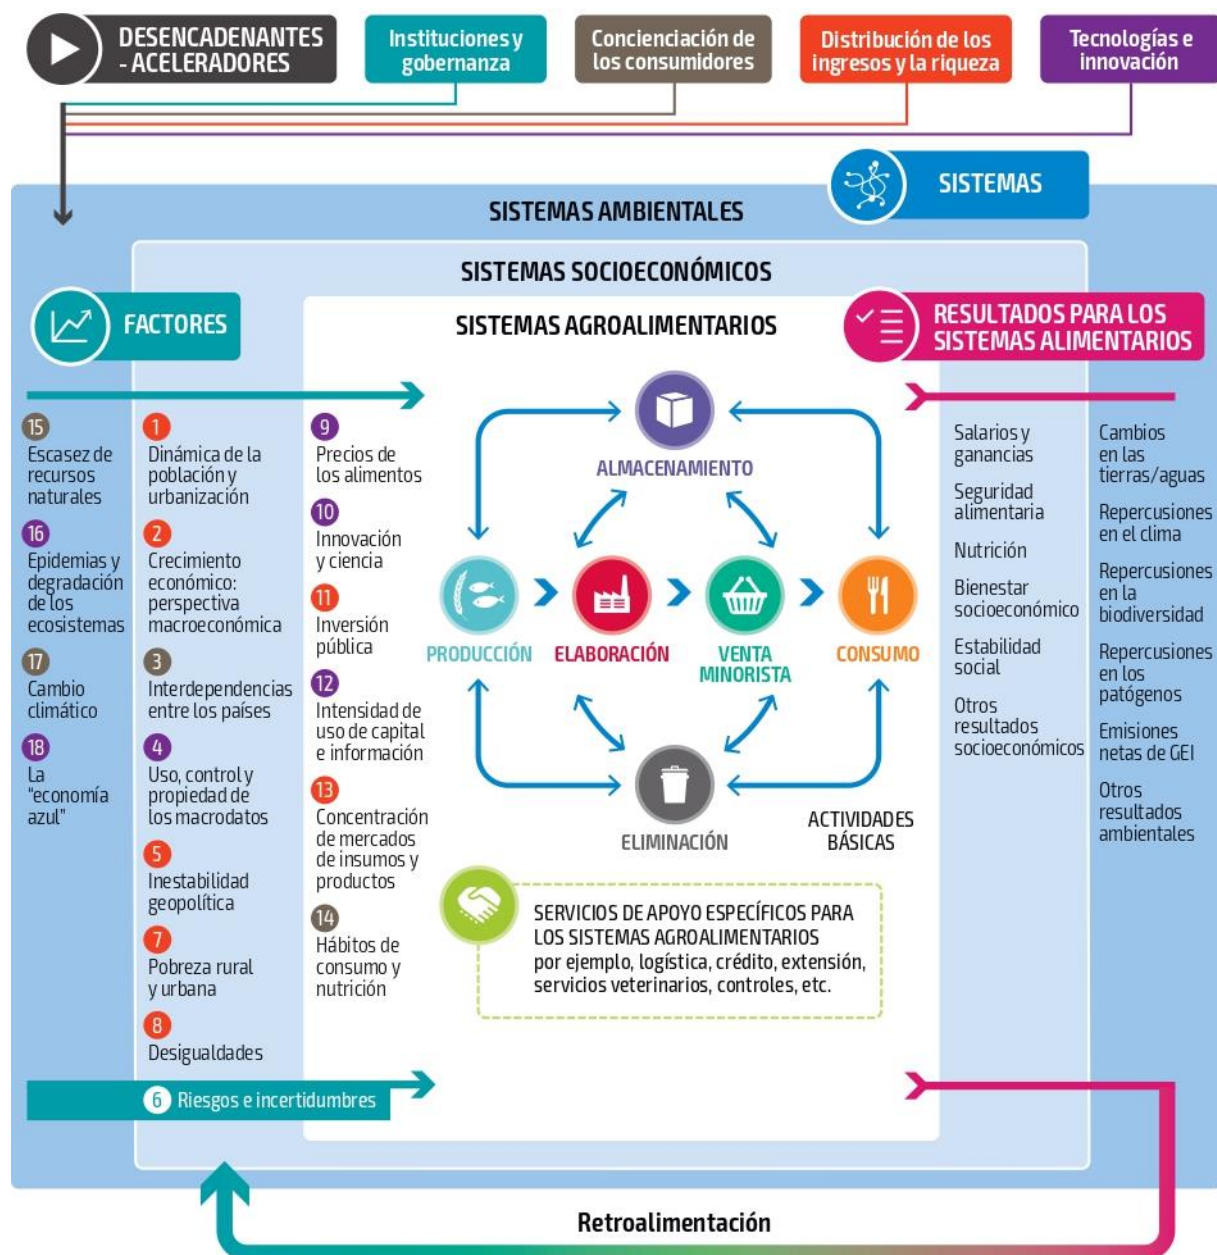 DESENCADENANTES
- ACELERADORES
Instituciones y
gobernanza
Concienciación de
los consumidores
Distribución de los
ingresos y la riqueza
Tecnologías e
innovación
SISTEMAS
SISTEMAS AMBIENTALES
SISTEMAS SOCIOECONÓMICOS
SISTEMAS AGROALIMENTARIOS
FACTORES
RESULTADOS PARA LOS
SISTEMAS ALIMENTARIOS
15
Escasez de
recursos
naturales
16
Epidemias y
degradación
de los
ecosistemas
17
Cambio
climático
18
La
“economía
azul”
1
Dinámica de la
población y
urbanización
2
Crecimiento
económico:
perspectiva
macroeconómica
3
Interdependencias
entre los países
4
Uso, control y
propiedad de
los macrodatos
5
Inestabilidad
geopolítica
7
Pobreza rural
y urbana
8
Desigualdades
6 Riesgos e incertidumbres
9
Precios de
los alimentos
10
Innovación
y ciencia
11
Inversión
pública
12
Intensidad de
uso de capital
e información
13
Concentración
de mercados
de insumos y
productos
14
Hábitos de
consumo y
nutrición
ALMACENAMIENTO
PRODUCCIÓN
ELABORACIÓN
VENTA
MINORISTA
CONSUMO
ELIMINACIÓN
ACTIVIDADES
BÁSICAS
SERVICIOS DE APOYO ESPECÍFICOS PARA
LOS SISTEMAS AGROALIMENTARIOS
por ejemplo, logística, crédito, extensión,
servicios veterinarios, controles, etc.
Salarios y
ganancias
Seguridad
alimentaria
Nutrición
Bienestar
socioeconómico
Estabilidad
social
Otros
resultados
socioeconómicos
Cambios
en las
tierras/aguas
Repercusiones
en el clima
Repercusiones
en la
biodiversidad
Repercusiones
en los
patógenos
Emisiones
netas de GEI
Otros
resultados
ambientales
Retroalimentación